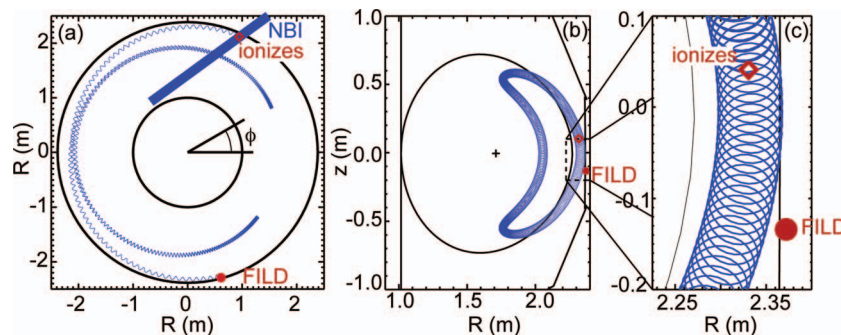 (a)
NBI
ionizes
ϕ
FILD
R (m)
2
1
0
-1
-2
-2 -1 0 1 2
R (m)
(b)
FILD
z (m)
1.0
0.5
0.0
-0.5
-1.0
1.0 1.5 2.0
R (m)
(c)
ionizes
FILD
0.1
0.0
-0.1
-0.2
2.25 2.35
R (m)